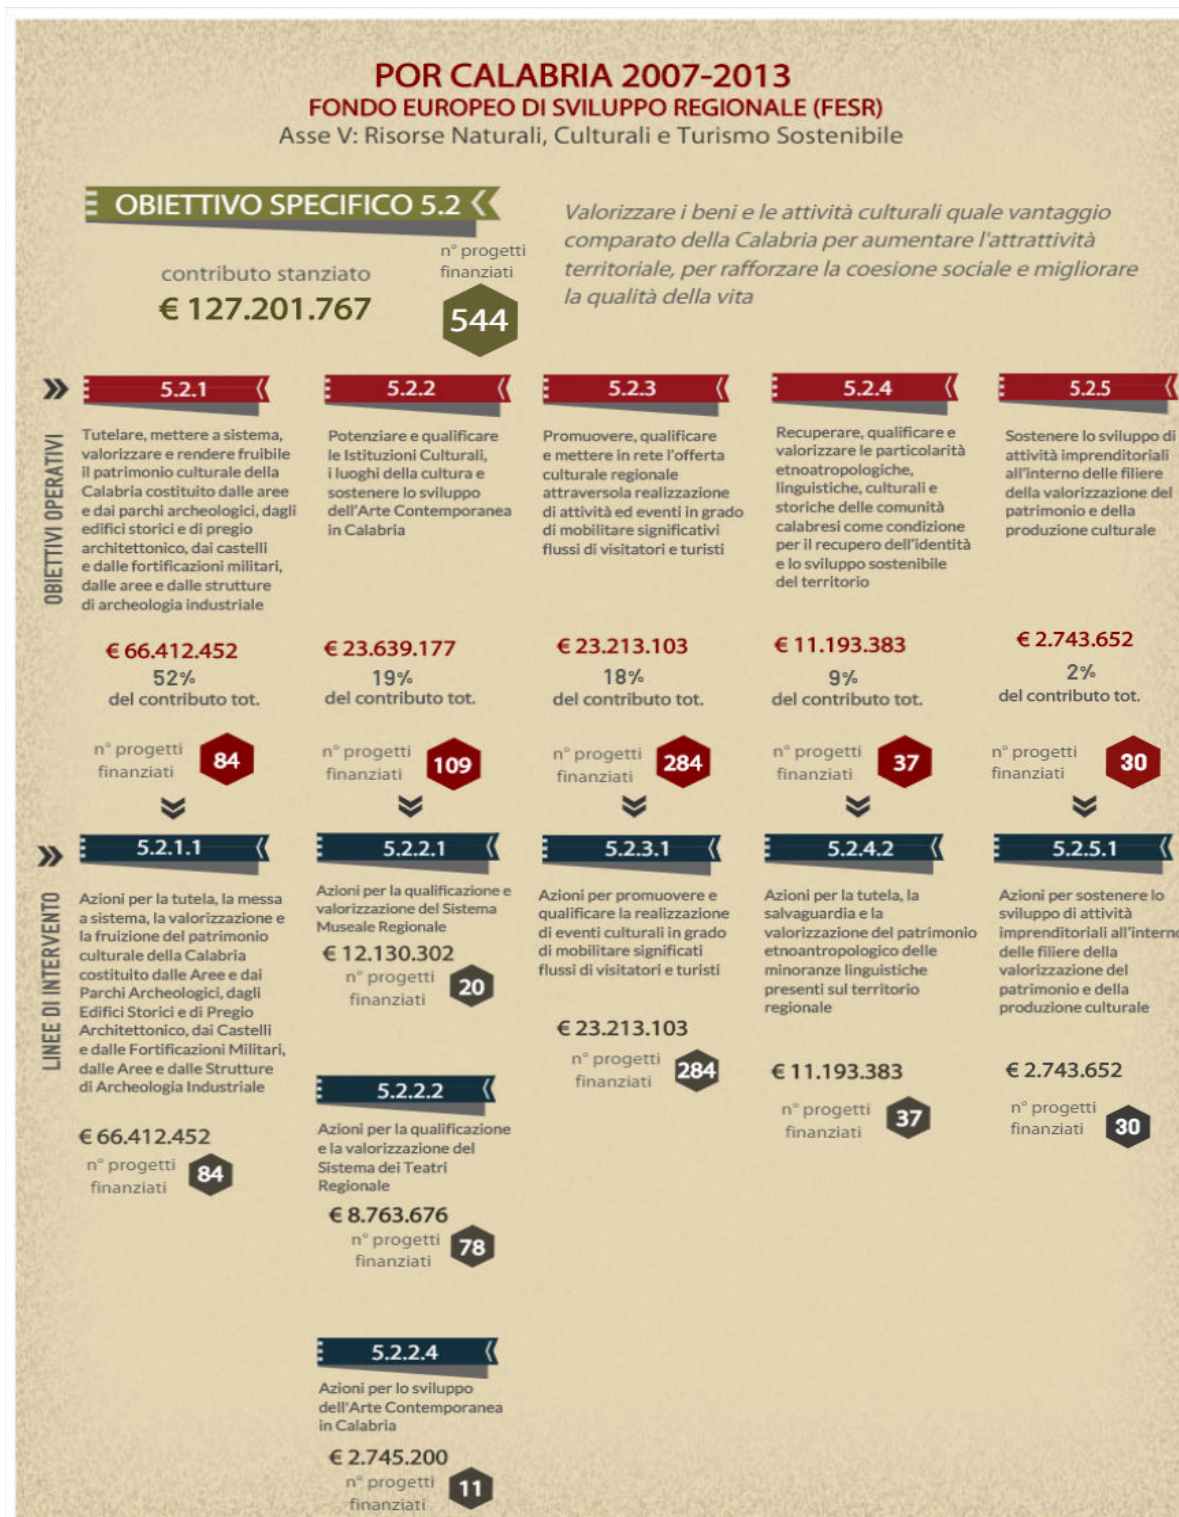 POR CALABRIA 2007-2013
FONDO EUROPEO DI SVILUPPO REGIONALE (FESR)
Asse V: Risorse Naturali, Culturali e Turismo Sostenibile
OBIETTIVO SPECIFICO 5.2
contributo stanziato
€ 127.201.767
n° progetti
finanziati
544
Valorizzare i beni e le attività culturali quale vantaggio
comparato della Calabria per aumentare l'attrattività
territoriale, per rafforzare la coesione sociale e migliorare
la qualità della vita
OBIETTIVI OPERATIVI
5.2.1
Tutelare, mettere a sistema,
valorizzare e rendere fruibile
il patrimonio culturale della
Calabria costituito dalle aree
e dai parchi archeologici, dagli
edifici storici e di pregio
architettonico, dai castelli
e dalle fortificazioni militari,
dalle aree e dalle strutture
di archeologia industriale
€ 66.412.452
52%
del contributo tot.
n° progetti
finanziati
84
5.2.2
Potenziare e qualificare
le Istituzioni Culturali,
i luoghi della cultura e
sostenere lo sviluppo
dell'Arte Contemporanea
in Calabria
€ 23.639.177
19%
del contributo tot.
n° progetti
finanziati
109
5.2.3
Promuovere, qualificare
e mettere in rete l'offerta
culturale regionale
attraversola realizzazione
di attività ed eventi in grado
di mobilitare significativi
flussi di visitatori e turisti
€ 23.213.103
18%
del contributo tot.
n° progetti
finanziati
284
5.2.4
Recuperare, qualificare e
valorizzare le particolarità
etnoatropologiche,
linguistiche, culturali e
storiche delle comunità
calabresi come condizione
per il recupero dell'identità
e lo sviluppo sostenibile
del territorio
€ 11.193.383
9%
del contributo tot.
n° progetti
finanziati
37
5.2.5
Sostenere lo sviluppo di
attività imprenditoriali
all'interno delle filiere
della valorizzazione del
patrimonio e della
produzione culturale
€ 2.743.652
2%
del contributo tot.
n° progetti
finanziati
30
LINEE DI INTERVENTO
5.2.1.1
Azioni per la tutela, la messa
a sistema, la valorizzazione e
la fruizione del patrimonio
culturale della Calabria
costituito dalle Aree e dai
Parchi Archeologici, dagli
Edifici Storici e di Pregio
Architettonico, dai Castelli
e dalle Fortificazioni Militari,
dalle Aree e dalle Strutture
di Archeologia Industriale
€ 66.412.452
n° progetti
finanziati
84
5.2.2.1
Azioni per la qualificazione e
valorizzazione del Sistema
Museale Regionale
€ 12.130.302
n° progetti
finanziati
20
5.2.2.2
Azioni per la qualificazione
e la valorizzazione del
Sistema dei Teatri
Regionale
€ 8.763.676
n° progetti
finanziati
78
5.2.2.4
Azioni per lo sviluppo
dell'Arte Contemporanea
in Calabria
€ 2.745.200
n° progetti
finanziati
11
5.2.3.1
Azioni per promuovere e
qualificare la realizzazione
di eventi culturali in grado
di mobilitare significati
flussi di visitatori e turisti
€ 23.213.103
n° progetti
finanziati
284
5.2.4.2
Azioni per la tutela, la
salvaguardia e la
valorizzazione del patrimonio
etnoantropologico delle
minoranze linguistiche
presenti sul territorio
regionale
€ 11.193.383
n° progetti
finanziati
37
5.2.5.1
Azioni per sostenere lo
sviluppo di attività
imprenditoriali all'interno
delle filiere della
valorizzazione del
patrimonio e della
produzione culturale
€ 2.743.652
n° progetti
finanziati
30